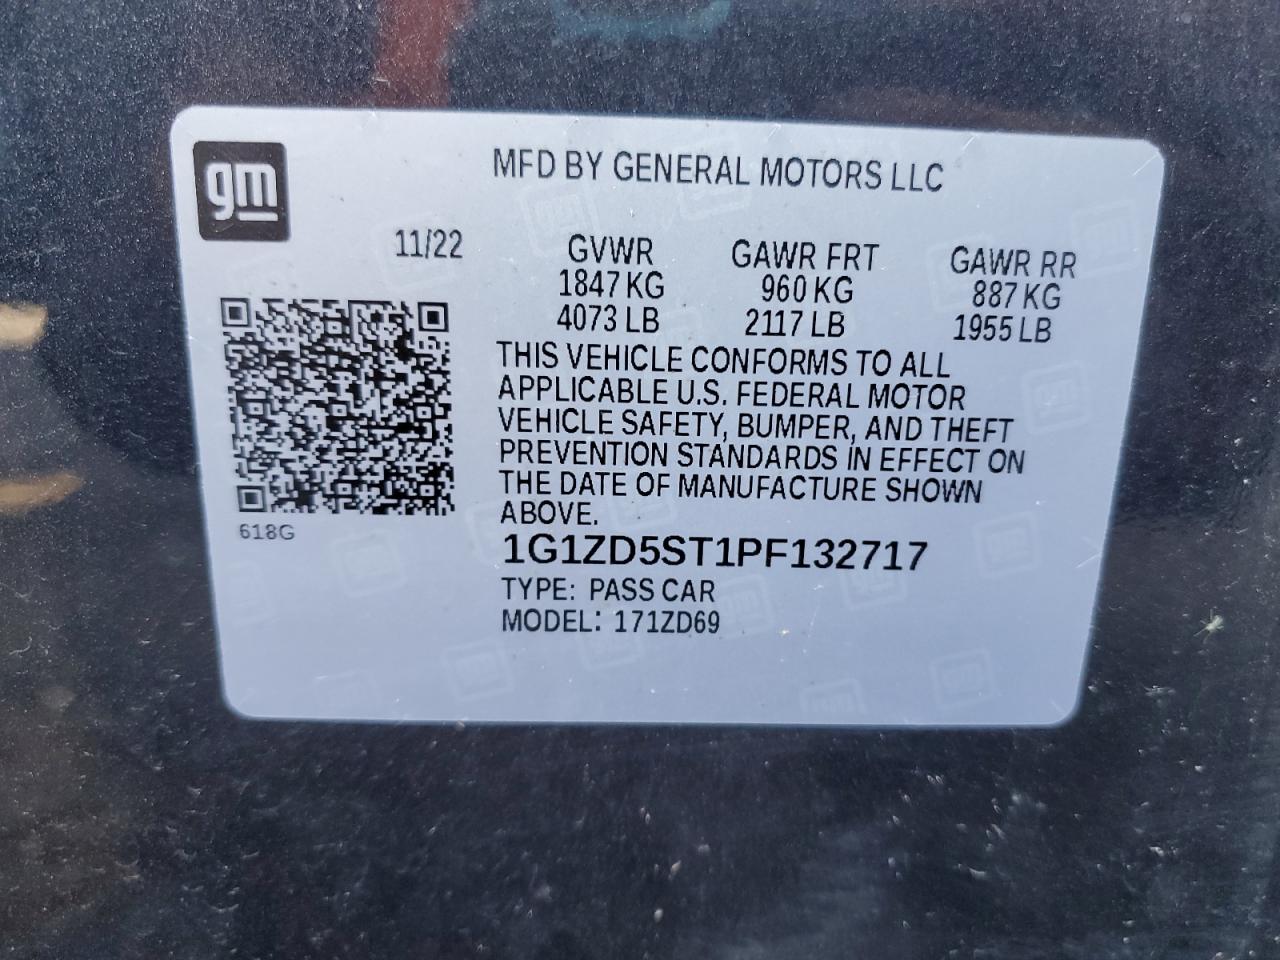 gm
MFD BY GENERAL MOTORS LLC
11/22
GVWR GAWR FRT GAWR RR
1847 KG 960 KG 887 KG
4073 LB 2117 LB 1955 LB
THIS VEHICLE CONFORMS TO ALL
APPLICABLE U.S. FEDERAL MOTOR
VEHICLE SAFETY, BUMPER, AND THEFT
PREVENTION STANDARDS IN EFFECT ON
THE DATE OF MANUFACTURE SHOWN
ABOVE.
618G
1G1ZD5ST1PF132717
TYPE: PASS CAR
MODEL: 171ZD69